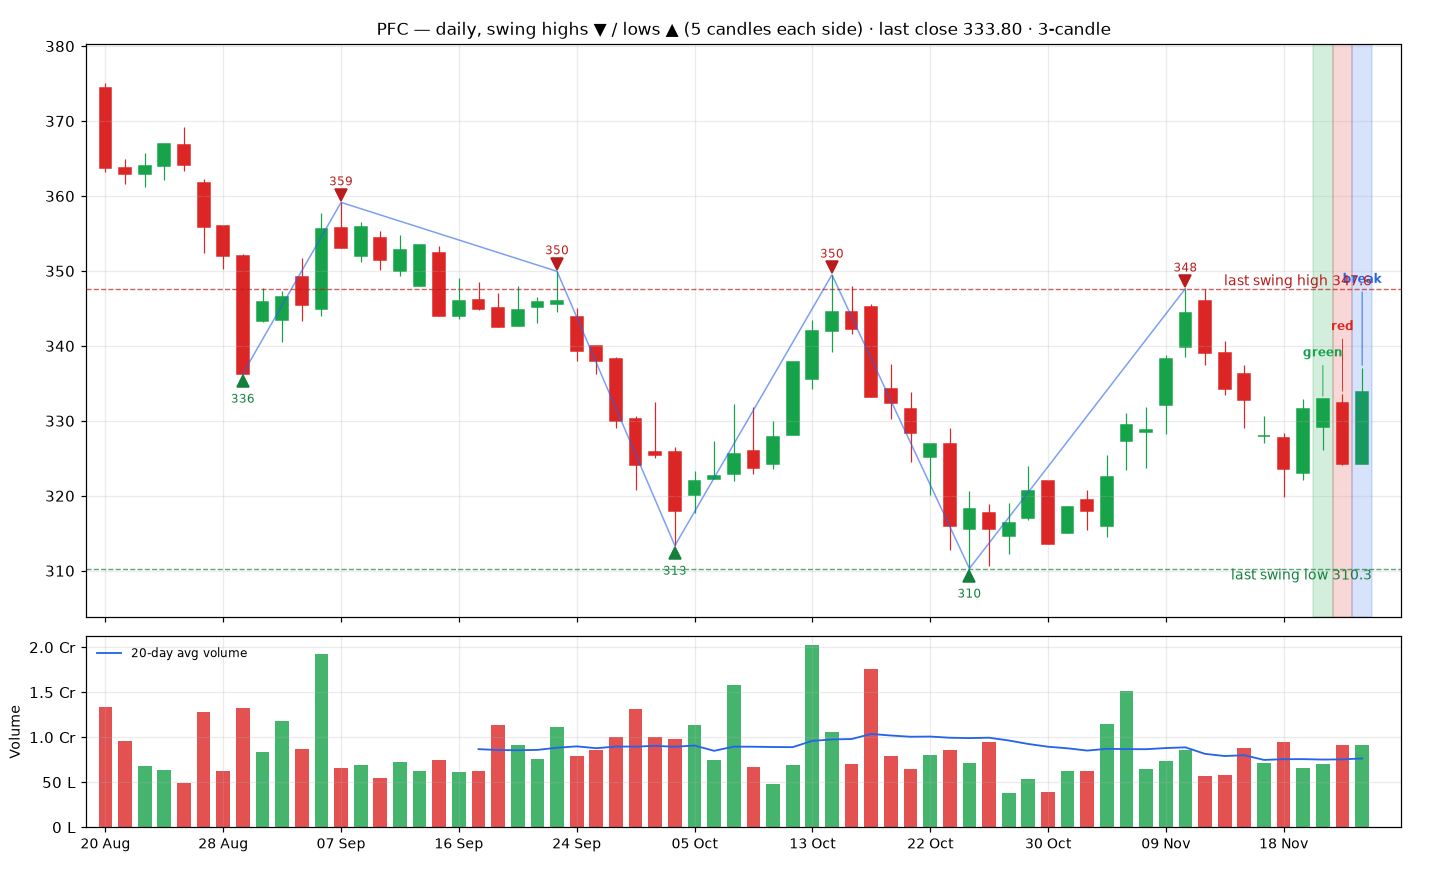 PFC — daily, swing highs ▼ / lows ▲ (5 candles each side) · last close 333.80 · 3-candle
380
370
360
350
340
330
320
310
359
350
350
348
336
313
310
last swing high 347.6
break
red
green
last swing low 310.3
Volume
2.0 Cr
1.5 Cr
1.0 Cr
50 L
0 L
20-day avg volume
20 Aug
28 Aug
07 Sep
16 Sep
24 Sep
05 Oct
13 Oct
22 Oct
30 Oct
09 Nov
18 Nov